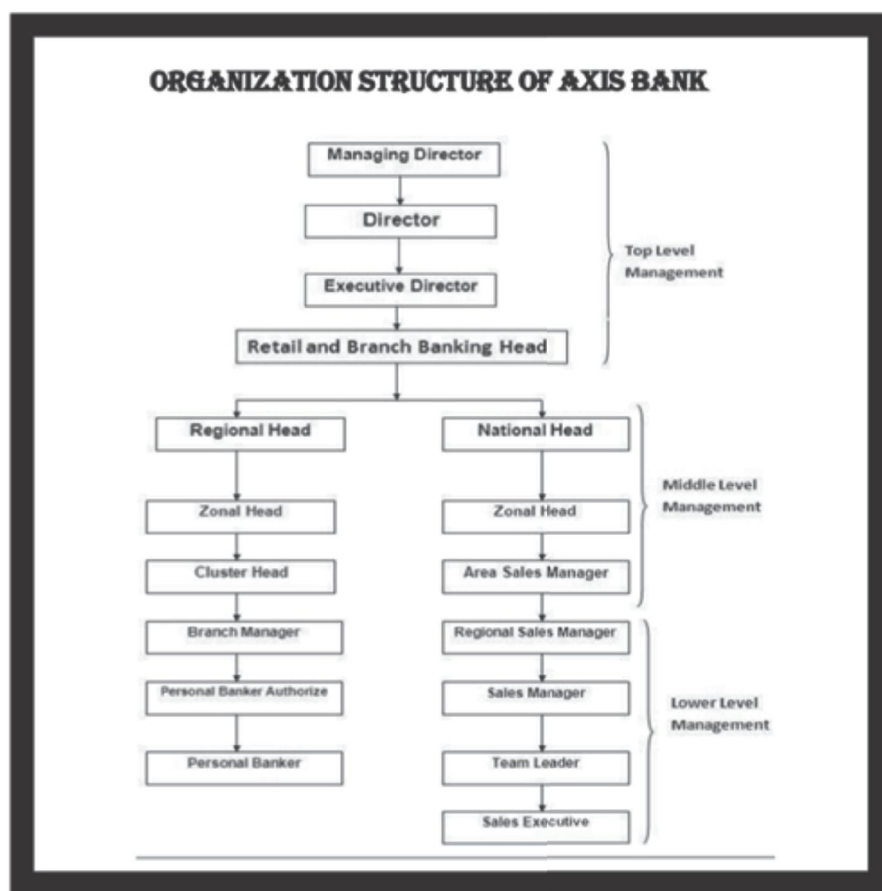 ORGANIZATION STRUCTURE OF AXIS BANK
Managing Director
Director
Executive Director
Retail and Branch Banking Head
Top Level
Management
Regional Head
National Head
Zonal Head
Zonal Head
Cluster Head
Area Sales Manager
Middle Level
Management
Branch Manager
Regional Sales Manager
Personal Banker Authorize
Sales Manager
Personal Banker
Team Leader
Sales Executive
Lower Level
Management